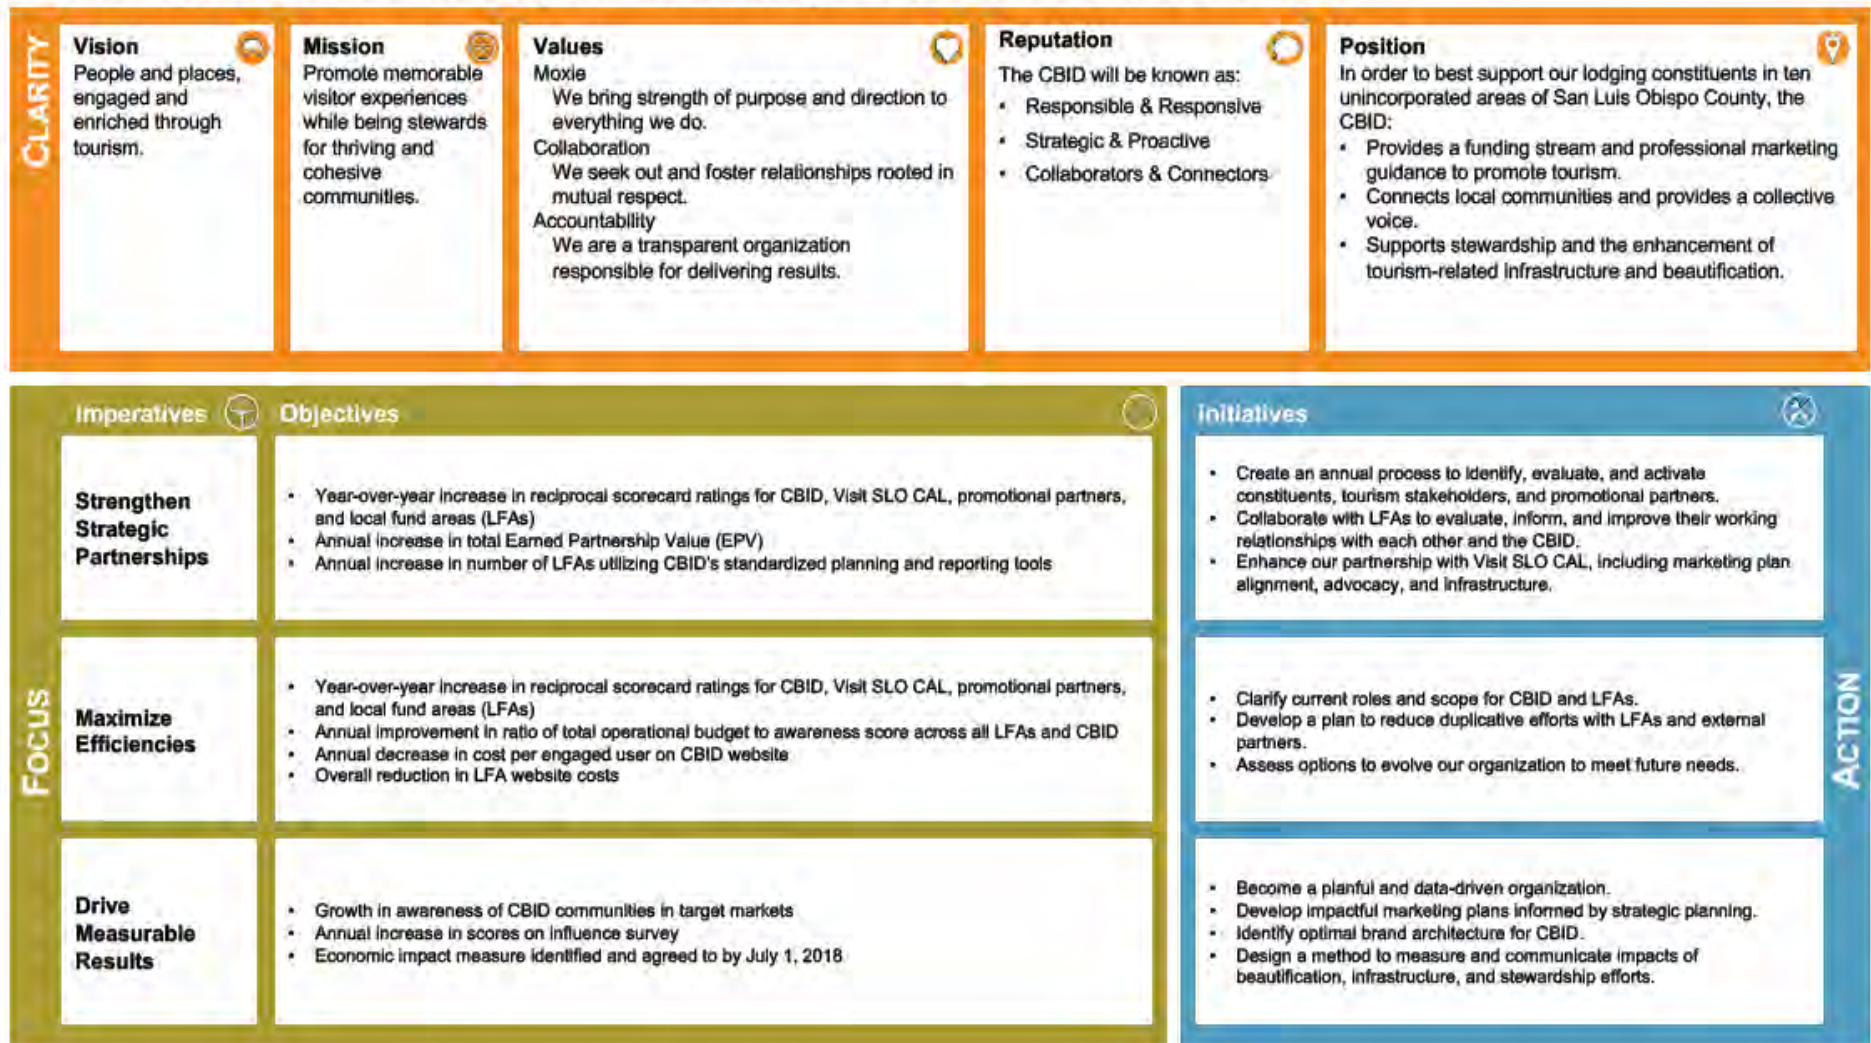 CLARITY
Vision
People and places,
engaged and
enriched through
tourism.
Mission
Promote memorable
visitor experiences
while being stewards
for thriving and
cohesive
communities.
Values
Moxie
We bring strength of purpose and direction to
everything we do.
Collaboration
We seek out and foster relationships rooted in
mutual respect.
Accountability
We are a transparent organization
responsible for delivering results.
Reputation
The CBID will be known as:
• Responsible & Responsive
• Strategic & Proactive
• Collaborators & Connectors
Position
In order to best support our lodging constituents in ten
unincorporated areas of San Luis Obispo County, the
CBID:
• Provides a funding stream and professional marketing
guidance to promote tourism.
• Connects local communities and provides a collective
voice.
• Supports stewardship and the enhancement of
tourism-related infrastructure and beautification.
FOCUS
Imperatives
Objectives
Initiatives
ACTION
Strengthen
Strategic
Partnerships
• Year-over-year increase in reciprocal scorecard ratings for CBID, Visit SLO CAL, promotional partners,
and local fund areas (LFAs)
• Annual increase in total Earned Partnership Value (EPV)
• Annual increase in number of LFAs utilizing CBID's standardized planning and reporting tools
• Create an annual process to identify, evaluate, and activate
constituents, tourism stakeholders, and promotional partners.
• Collaborate with LFAs to evaluate, inform, and improve their working
relationships with each other and the CBID.
• Enhance our partnership with Visit SLO CAL, including marketing plan
alignment, advocacy, and infrastructure.
Maximize
Efficiencies
• Year-over-year increase in reciprocal scorecard ratings for CBID, Visit SLO CAL, promotional partners,
and local fund areas (LFAs)
• Annual improvement in ratio of total operational budget to awareness score across all LFAs and CBID
• Annual decrease in cost per engaged user on CBID website
• Overall reduction in LFA website costs
• Clarify current roles and scope for CBID and LFAs.
• Develop a plan to reduce duplicative efforts with LFAs and external
partners.
• Assess options to evolve our organization to meet future needs.
Drive
Measurable
Results
• Growth in awareness of CBID communities in target markets
• Annual increase in scores on influence survey
• Economic impact measure identified and agreed to by July 1, 2018
• Become a planful and data-driven organization.
• Develop impactful marketing plans informed by strategic planning.
• Identify optimal brand architecture for CBID.
• Design a method to measure and communicate impacts of
beautification, infrastructure, and stewardship efforts.